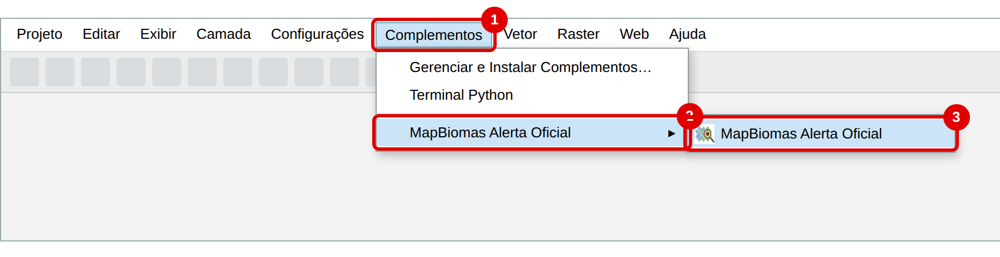 Projeto Editar Exibir Camada Configurações Complementos 1 Vetor Raster Web Ajuda
Gerenciar e Instalar Complementos…
Terminal Python
MapBiomas Alerta Oficial ▶ 2 MapBiomas Alerta Oficial 3